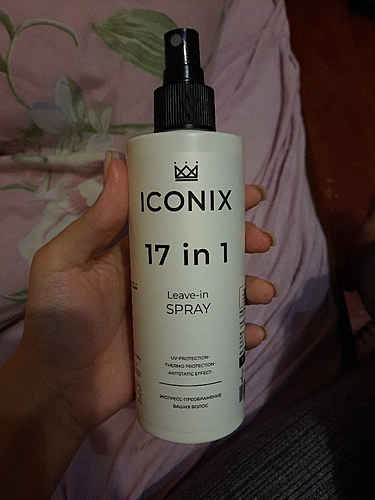 ICONIX
17 in 1
Leave-in
SPRAY
·UV-PROTECTION·
·THERMO PROTECTION·
·ANTISTATIC EFFECT·
ЭКСПРЕСС-ПРЕОБРАЖЕНИЕ
ВАШИХ ВОЛОС